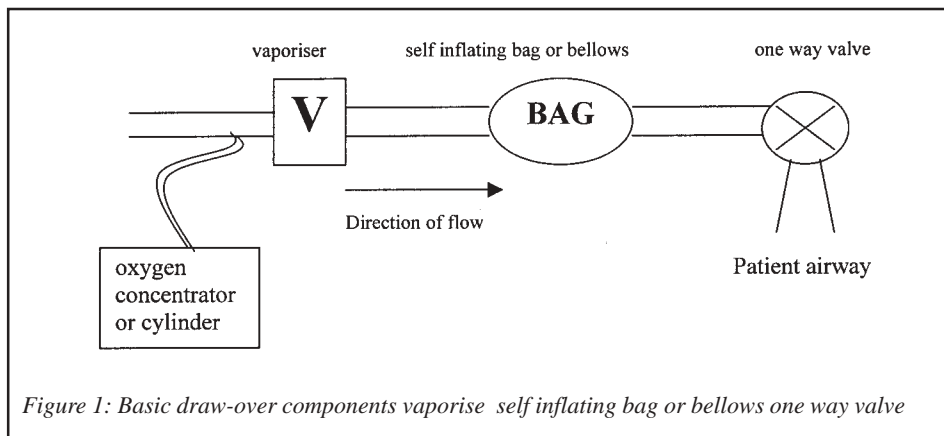 vaporiser
self inflating bag or bellows
one way valve
V
BAG
Direction of flow
oxygen
concentrator
or cylinder
Patient airway
Figure 1: Basic draw-over components vaporise self inflating bag or bellows one way valve